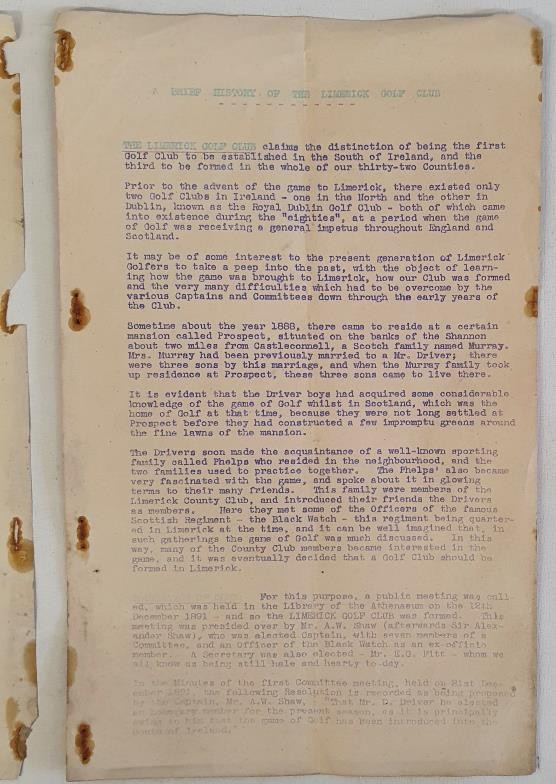 A BRIEF HISTORY OF THE LIMERICK GOLF CLUB
- - - - - - - - - - - -
THE LIMERICK GOLF CLUB claims the distinction of being the first
Golf Club to be established in the South of Ireland, and the
third to be formed in the whole of our thirty-two Counties.
Prior to the advent of the game to Limerick, there existed only
two Golf Clubs in Ireland - one in the North and the other in
Dublin, known as the Royal Dublin Golf Club - both of which came
into existence during the "eighties", at a period when the game
of Golf was receiving a general impetus throughout England and
Scotland.
It may be of some interest to the present generation of Limerick
Golfers to take a peep into the past, with the object of learn-
ing how the game was brought to Limerick, how our Club was formed
and the very many difficulties which had to be overcome by the
various Captains and Committees down through the early years of
the Club.
Sometime about the year 1888, there came to reside at a certain
mansion called Prospect, situated on the banks of the Shannon
about two miles from Castleconnell, a Scotch family named Murray.
Mrs. Murray had been previously married to a Mr. Driver; there
were three sons by this marriage, and when the Murray family took
up residence at Prospect, these three sons came to live there.
It is evident that the Driver boys had acquired some considerable
knowledge of the game of Golf whilst in Scotland, which was the
home of Golf at that time, because they were not long settled at
Prospect before they had constructed a few impromptu greens around
the fine lawns of the mansion.
The Drivers soon made the acquaintance of a well-known sporting
family called Phelps who resided in the neighbourhood, and the
two families used to practice together. The Phelps' also became
very fascinated with the game, and spoke about it in glowing
terms to their many friends. This family were members of the
Limerick County Club, and introduced their friends the Drivers
as members. Here they met some of the Officers of the famous
Scottish Regiment - the Black Watch - this regiment being quarter-
ed in Limerick at the time, and it can be well imagined that, in
such gatherings the game of Golf was much discussed. In this
way, many of the County Club members became interested in the
game, and it was eventually decided that a Golf Club should be
formed in Limerick.
For this purpose, a public meeting was call-
ed, which was held in the Library of the Athenaeum on the 12th
December 1891 - and so the LIMERICK GOLF CLUB was formed. This
meeting was presided over by Mr. A.W. Shaw (afterwards Sir Alex-
ander Shaw), who was elected Captain, with seven members of a
Committee, and an Officer of the Black Watch as an ex-officio
member. A Secretary was also elected - Mr. E.G. Fitt - whom we
all know as being still hale and hearty to-day.
In the Minutes of the first Committee meeting, held on 21st Dec-
ember 1891, the following Resolution is recorded as being proposed
by the Captain, Mr. A.W. Shaw, "That Mr. D. Driver be elected
an honorary member for the present season, as it is principally
owing to him that the game of Golf has been introduced into the
South of Ireland."